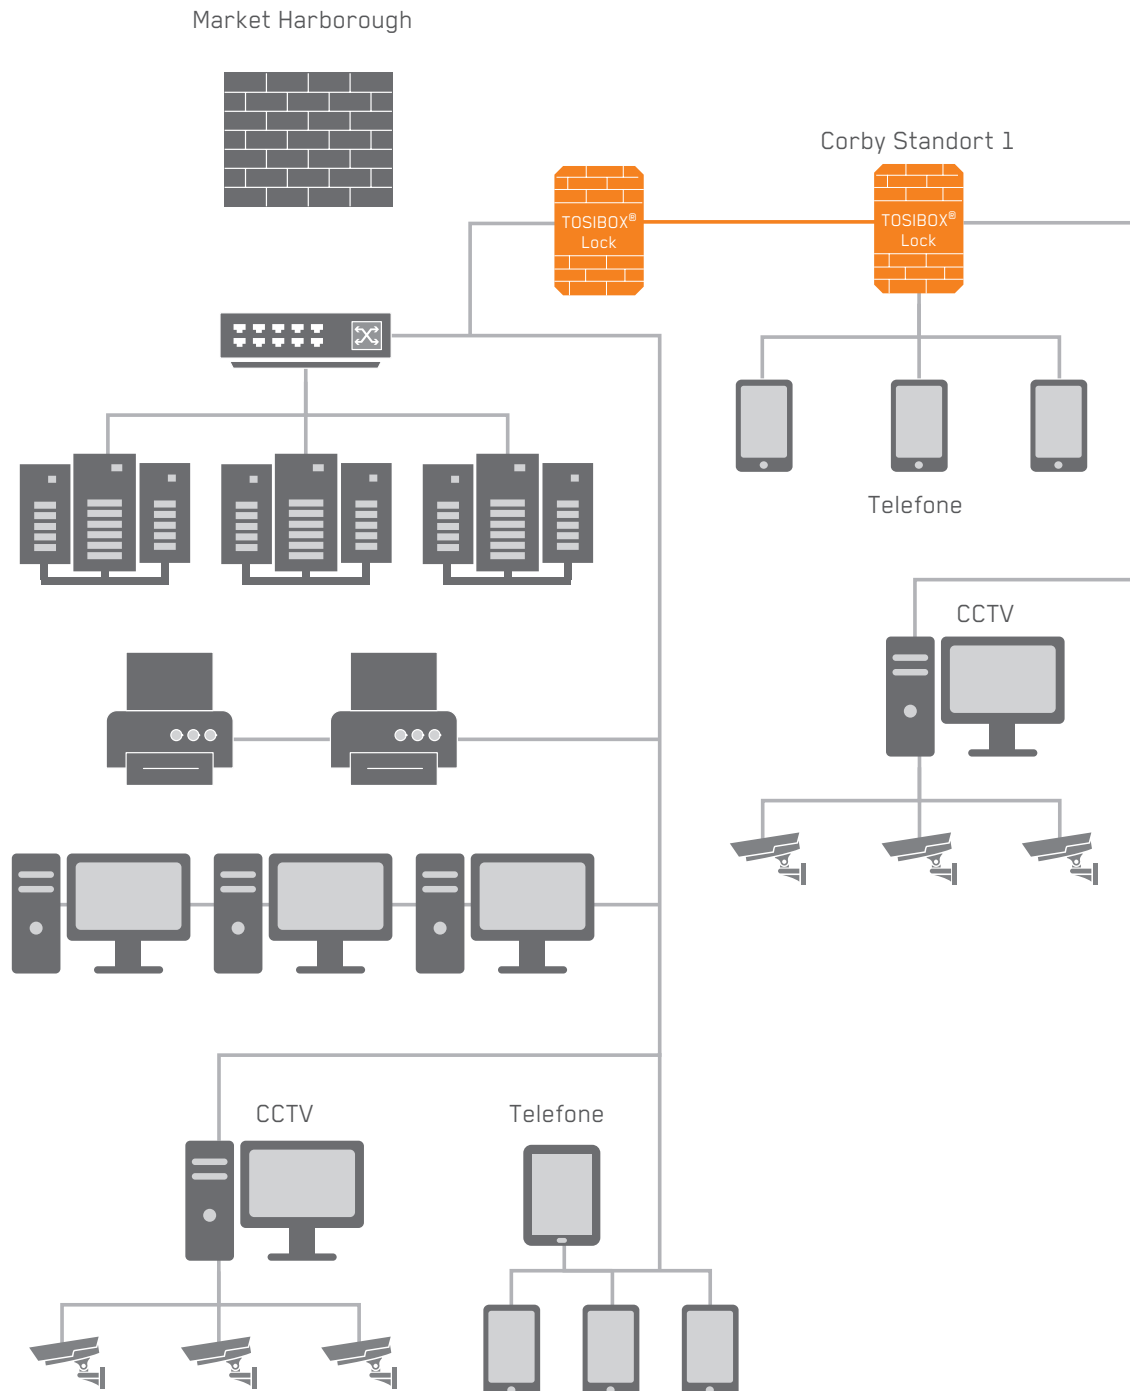 Market Harborough
Corby Standort 1
TOSIBOX®
Lock
TOSIBOX®
Lock
Telefone
CCTV
CCTV
Telefone